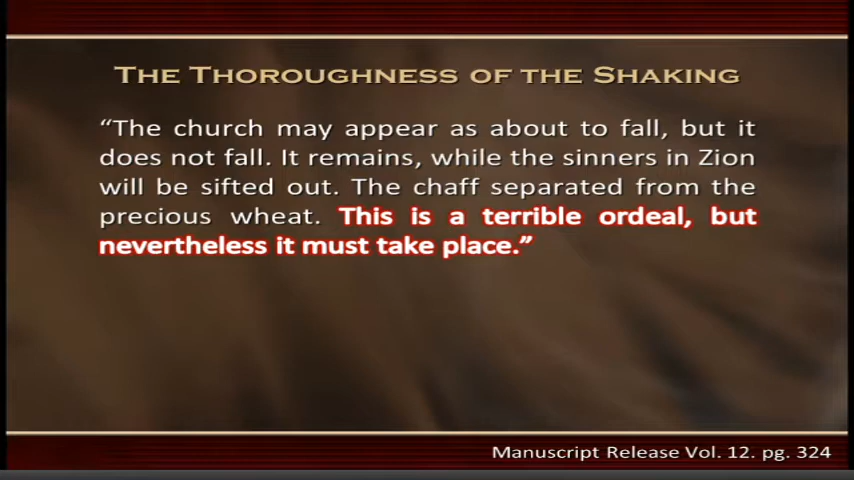 The Thoroughness of the Shaking
“The church may appear as about to fall, but it
does not fall. It remains, while the sinners in Zion
will be sifted out. The chaff separated from the
precious wheat. This is a terrible ordeal, but
nevertheless it must take place.”
Manuscript Release Vol. 12. pg. 324